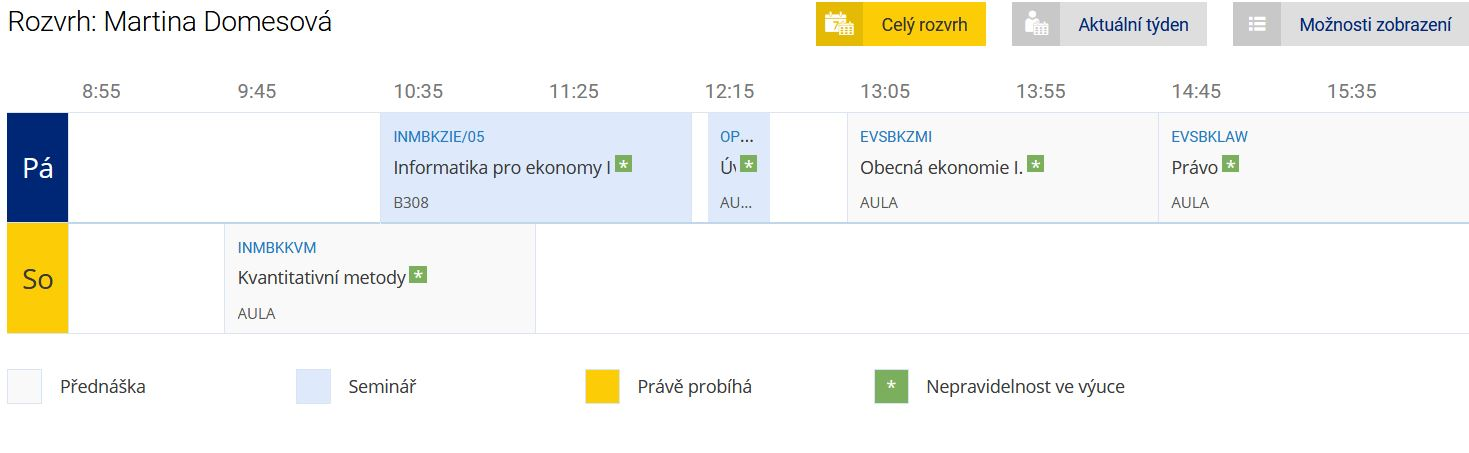 Rozvrh: Martina Domesová
Celý rozvrh
Aktuální týden
Možnosti zobrazení
8:55 9:45 10:35 11:25 12:15 13:05 13:55 14:45 15:35
Pá
INMBKZIE/05
Informatika pro ekonomy I *
B308
OP...
Úv *
AU...
EVSBKZMI
Obecná ekonomie I. *
AULA
EVSBKLAW
Právo *
AULA
So
INMBKKVM
Kvantitativní metody *
AULA
Přednáška
Seminář
Právě probíhá
* Nepravidelnost ve výuce